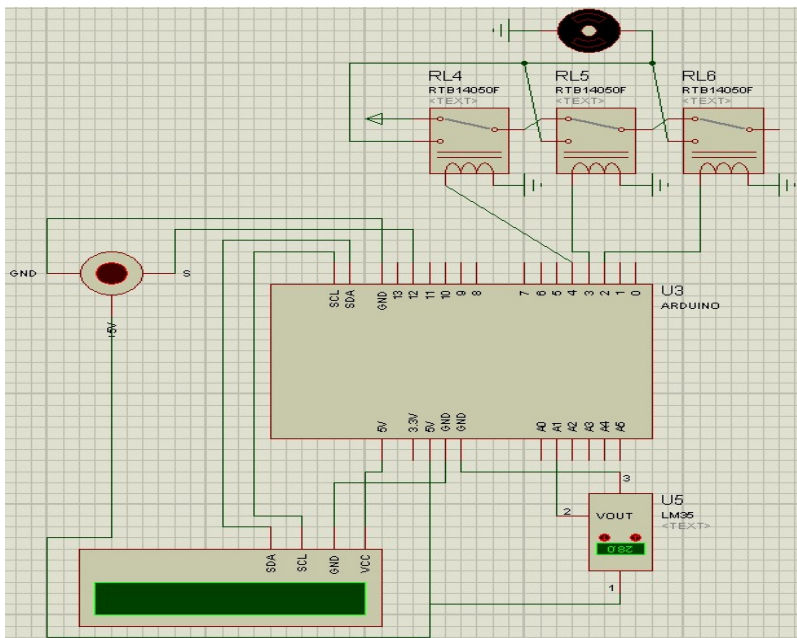 RL4
RTB14050F
<TEXT>
RL5
RTB14050F
<TEXT>
RL6
RTB14050F
<TEXT>
GND
S
+5V
SCL
SDA
GND
13
12
11
10
9
8
7
6
5
4
3
2
1
0
U3
ARDUINO
5V
3.3V
5V
GND
GND
A0
A1
A2
A3
A4
A5
3
U5
2
VOUT
LM35
<TEXT>
28.0
1
SDA
SCL
GND
VCC